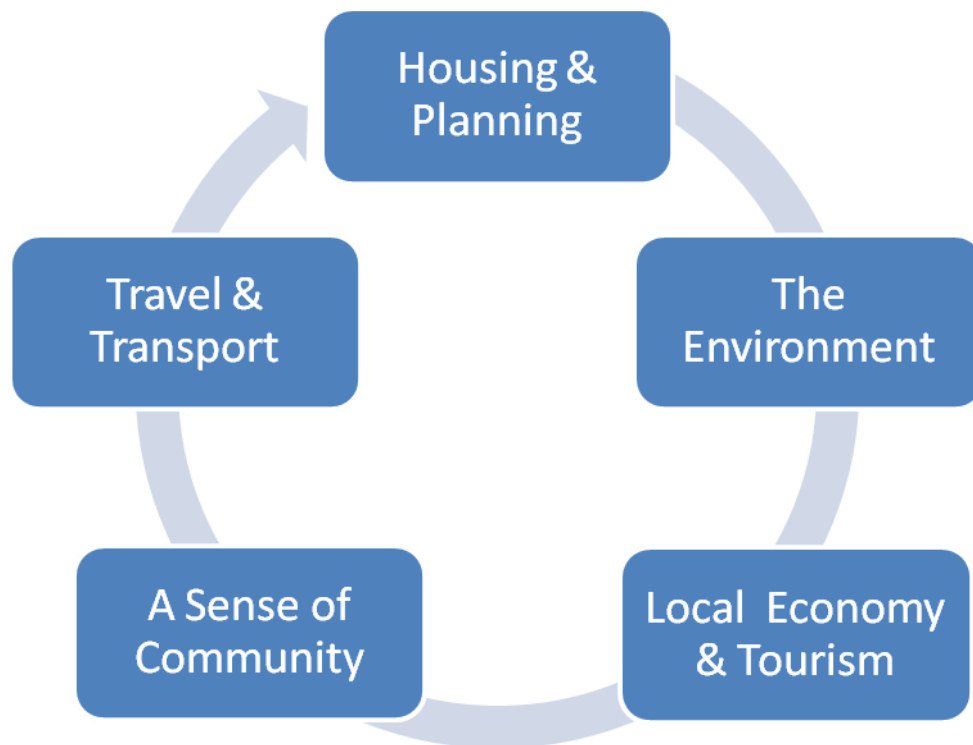 Housing &
Planning
The
Environment
Local  Economy
& Tourism
A Sense of
Community
Travel &
Transport